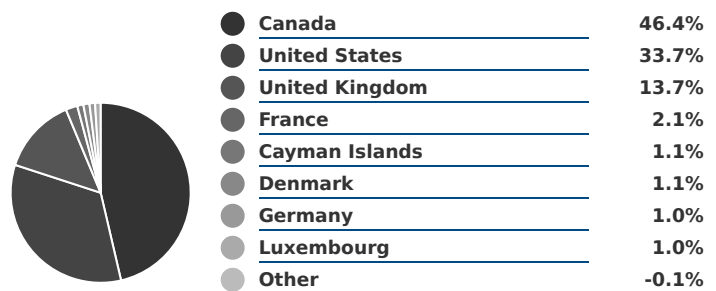 Canada 46.4%
United States 33.7%
United Kingdom 13.7%
France 2.1%
Cayman Islands 1.1%
Denmark 1.1%
Germany 1.0%
Luxembourg 1.0%
Other -0.1%